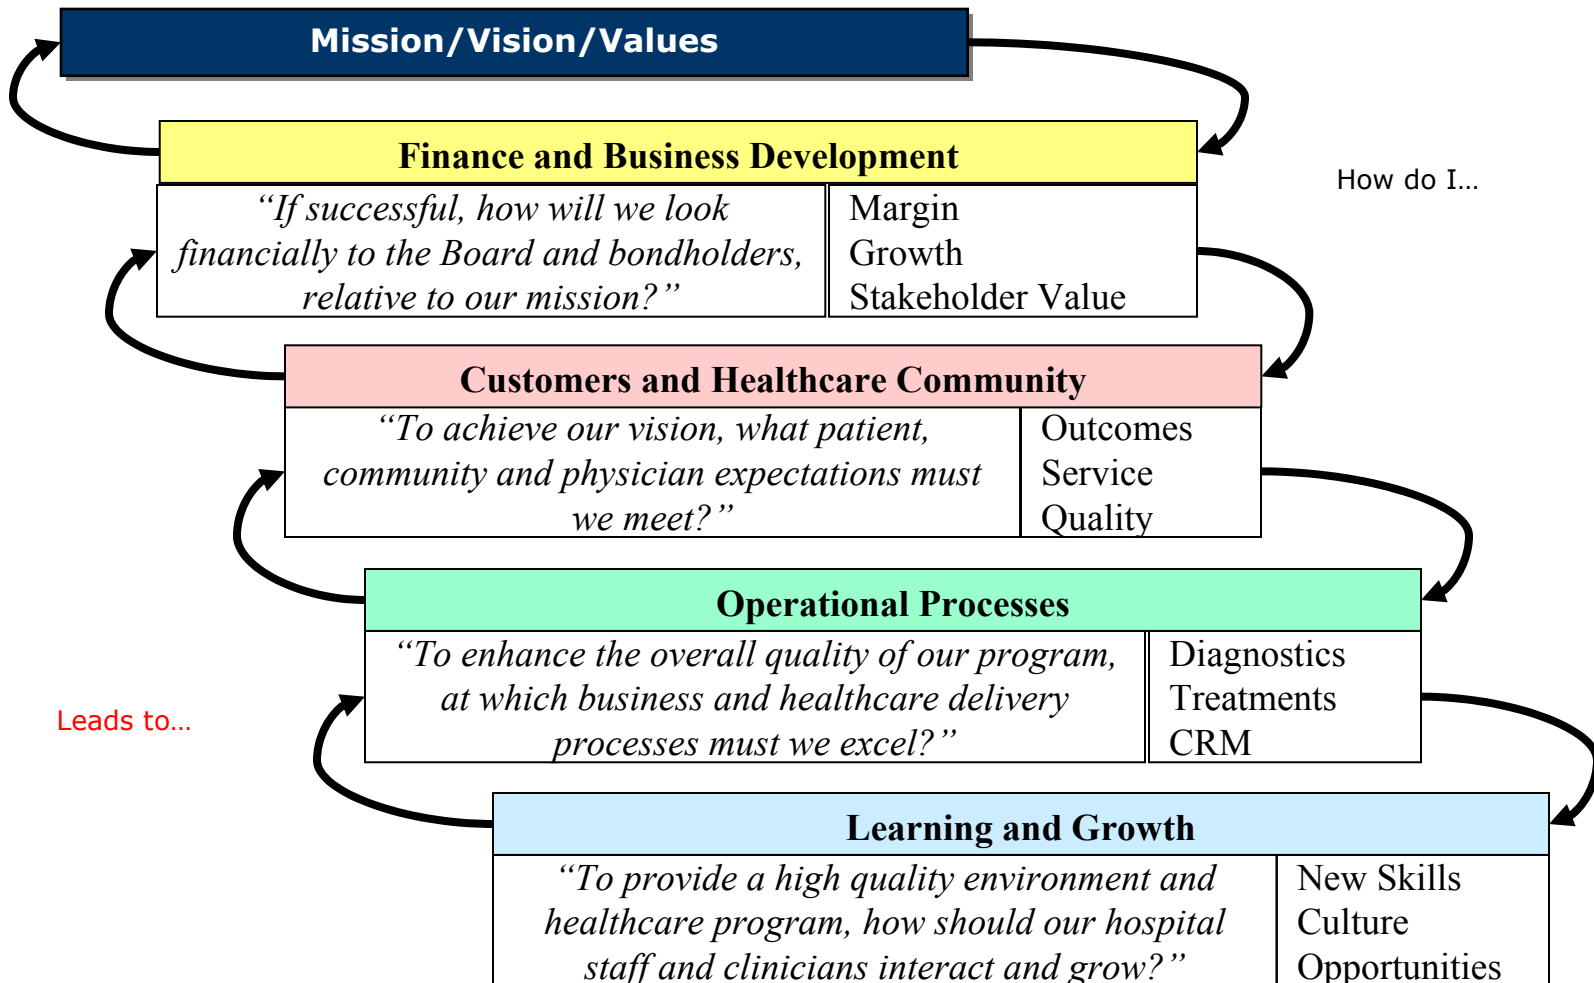 Mission/Vision/Values
Finance and Business Development
How do I…
“If successful, how will we look
financially to the Board and bondholders,
relative to our mission?”
Margin
Growth
Stakeholder Value
Customers and Healthcare Community
“To achieve our vision, what patient,
community and physician expectations must
we meet?”
Outcomes
Service
Quality
Operational Processes
“To enhance the overall quality of our program,
at which business and healthcare delivery
processes must we excel?”
Diagnostics
Treatments
CRM
Leads to…
Learning and Growth
“To provide a high quality environment and
healthcare program, how should our hospital
staff and clinicians interact and grow?”
New Skills
Culture
Opportunities